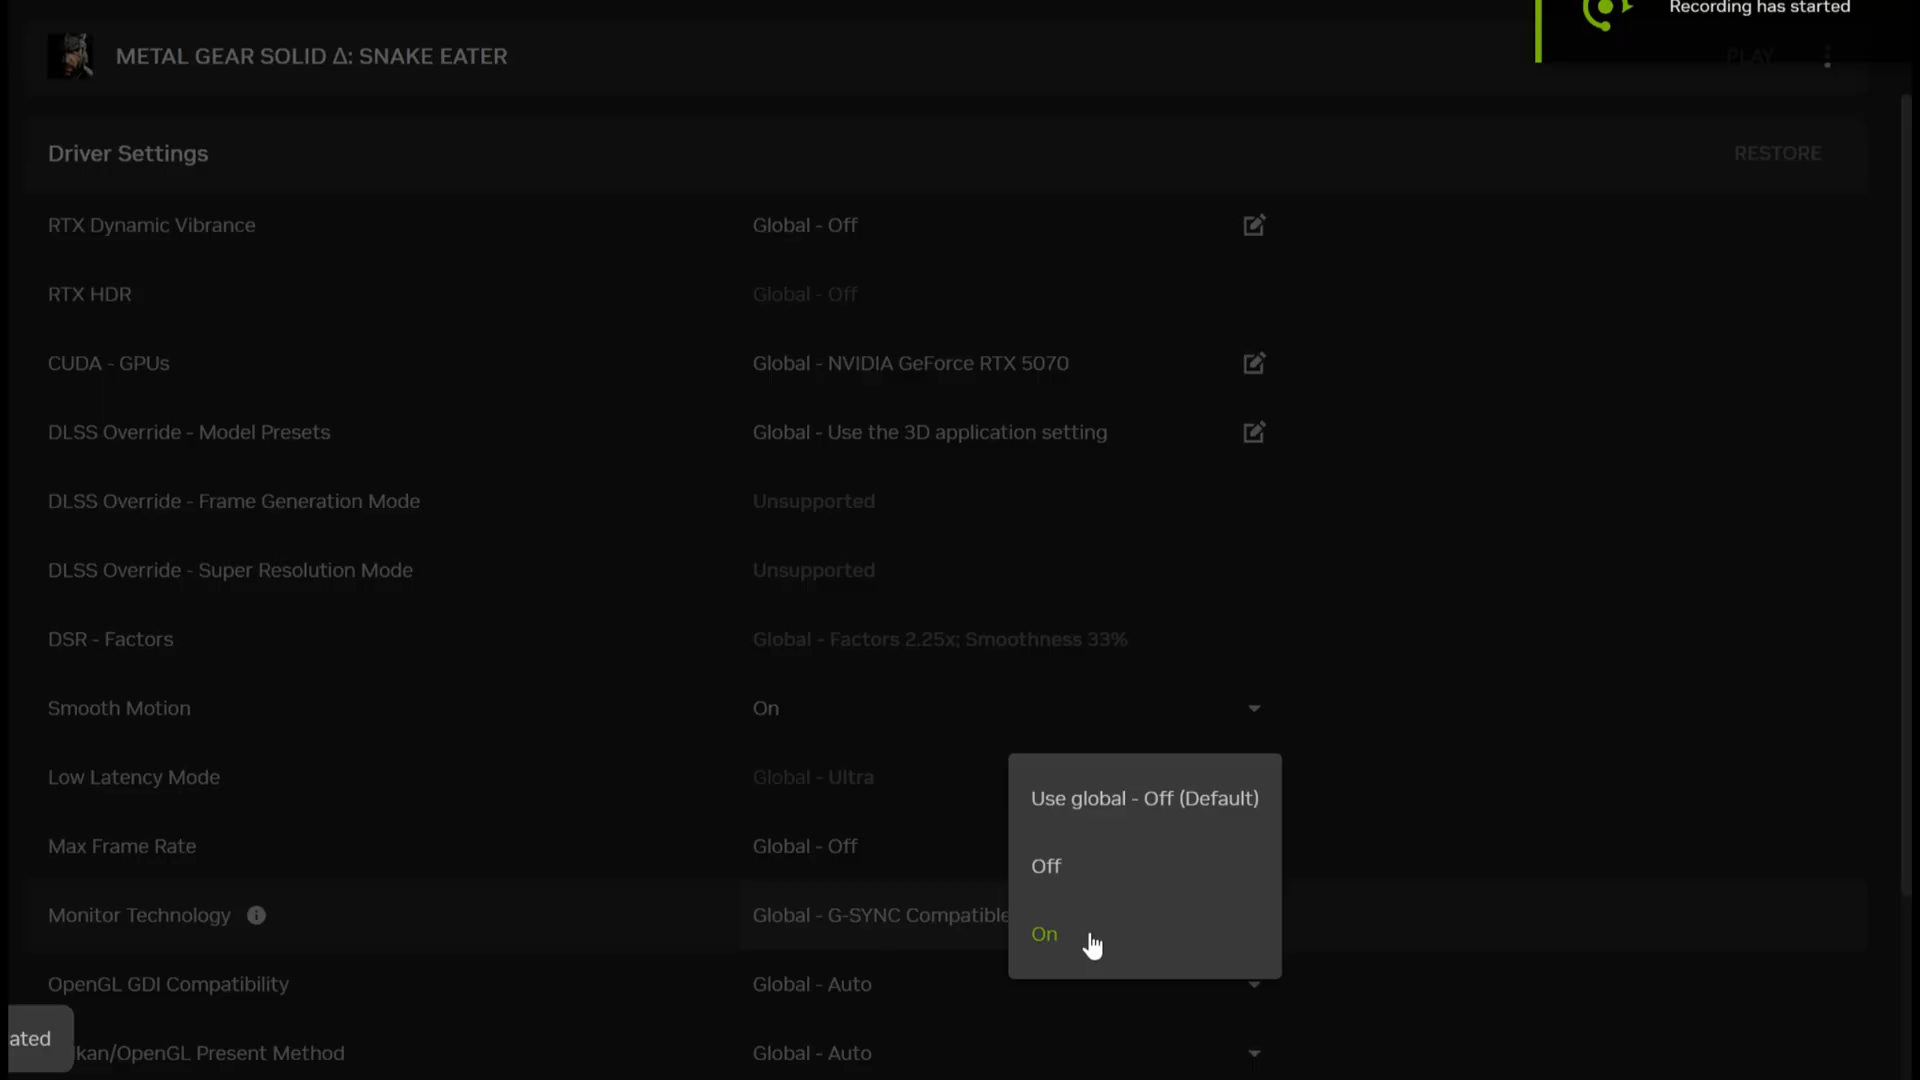 Recording has started
METAL GEAR SOLID Δ: SNAKE EATER
PLAY
Driver Settings
RESTORE
RTX Dynamic Vibrance
Global - Off
RTX HDR
Global - Off
CUDA - GPUs
Global - NVIDIA GeForce RTX 5070
DLSS Override - Model Presets
Global - Use the 3D application setting
DLSS Override - Frame Generation Mode
Unsupported
DLSS Override - Super Resolution Mode
Unsupported
DSR - Factors
Global - Factors 2.25x; Smoothness 33%
Smooth Motion
On
Low Latency Mode
Global - Ultra
Use global - Off (Default)
Max Frame Rate
Global - Off
Off
Monitor Technology
Global - G-SYNC Compatible
On
OpenGL GDI Compatibility
Global - Auto
ated
lkan/OpenGL Present Method
Global - Auto